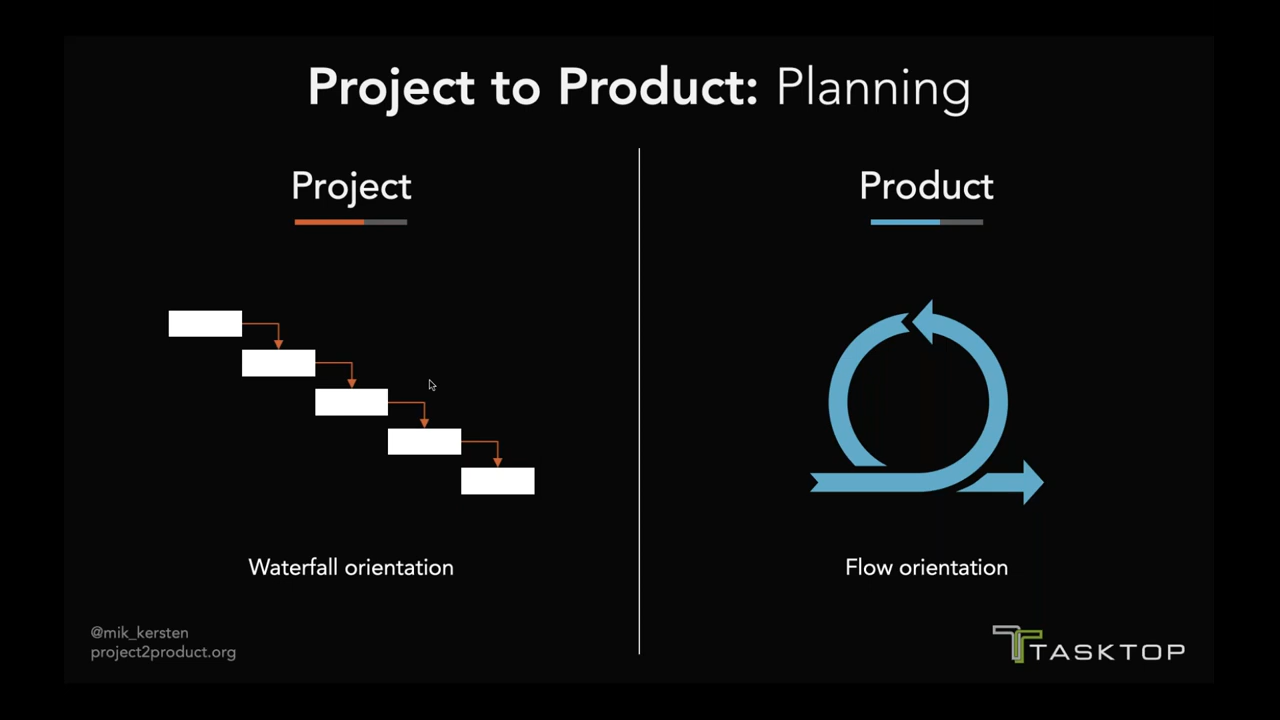 Project to Product: Planning
Project
Product
Waterfall orientation
Flow orientation
@mik_kersten
project2product.org
TASKTOP